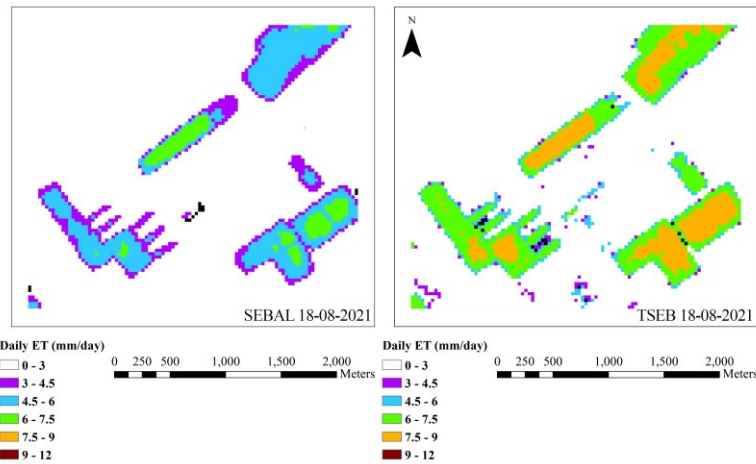 N
SEBAL 18-08-2021
TSEB 18-08-2021
Daily ET (mm/day)
0 - 3
3 - 4.5
4.5 - 6
6 - 7.5
7.5 - 9
9 - 12
0 250 500 1,000 1,500 2,000
Meters
Daily ET (mm/day)
0 - 3
3 - 4.5
4.5 - 6
6 - 7.5
7.5 - 9
9 - 12
0 250 500 1,000 1,500 2,000
Meters